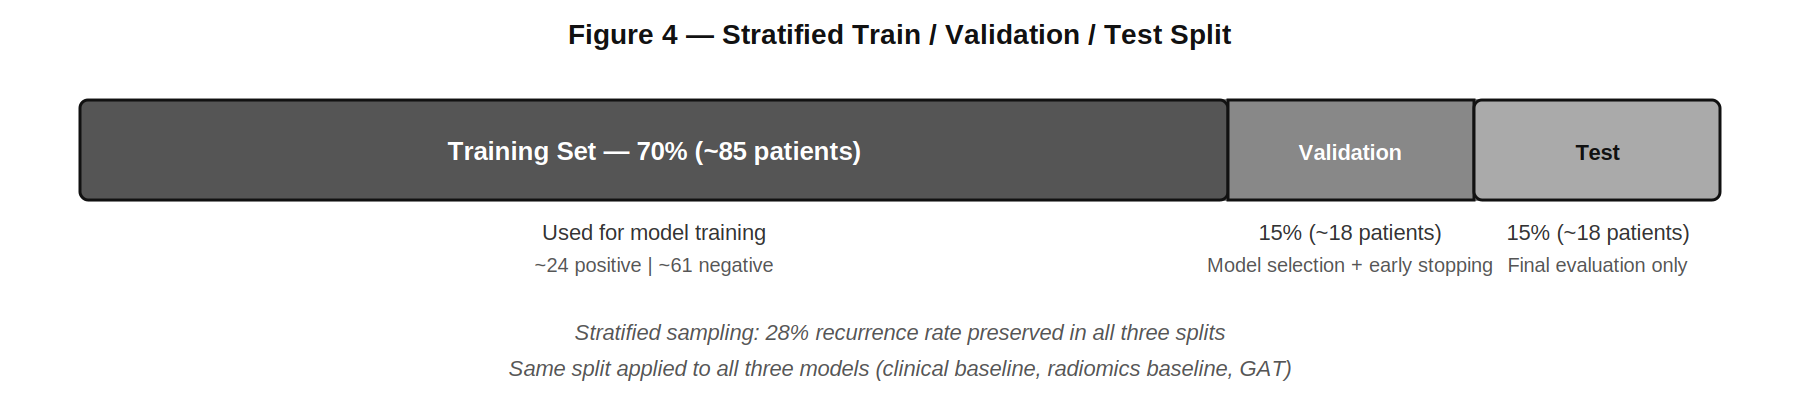 Figure 4 — Stratified Train / Validation / Test Split
Training Set — 70% (~85 patients)
Validation
Test
Used for model training
~24 positive | ~61 negative
15% (~18 patients)
Model selection + early stopping
15% (~18 patients)
Final evaluation only
Stratified sampling: 28% recurrence rate preserved in all three splits
Same split applied to all three models (clinical baseline, radiomics baseline, GAT)